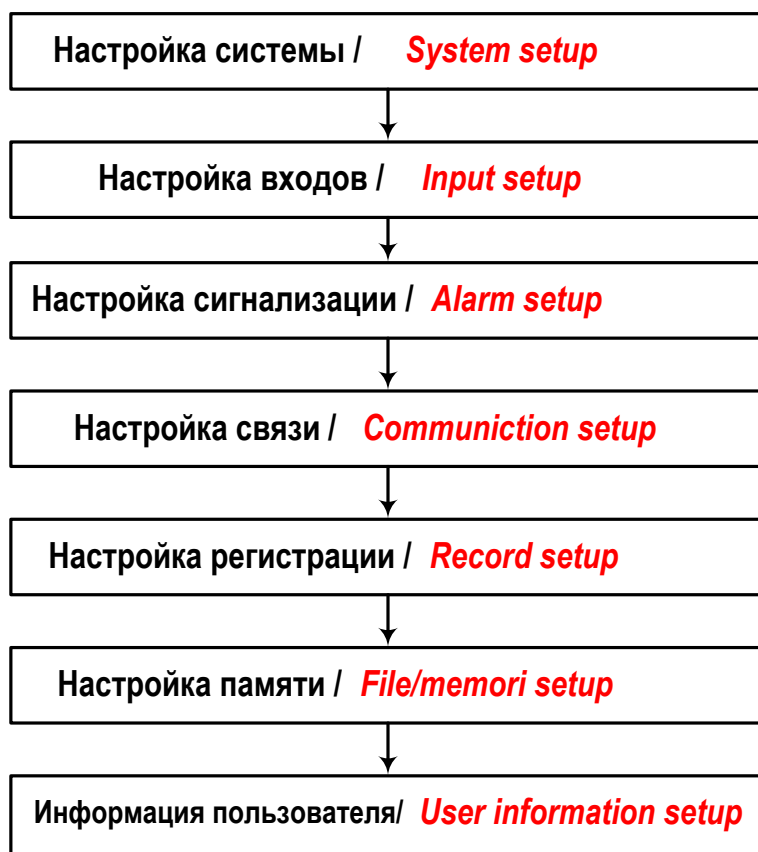 Настройка системы / System setup
Настройка входов / Input setup
Настройка сигнализации / Alarm setup
Настройка связи / Communiction setup
Настройка регистрации / Record setup
Настройка памяти / File/memori setup
Информация пользователя/ User information setup